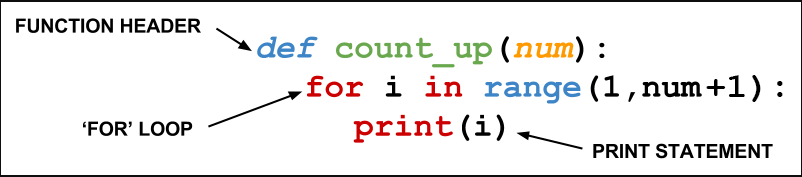 FUNCTION HEADER
def count_up(num):
for i in range(1,num+1):
‘FOR’ LOOP
print(i)
PRINT STATEMENT